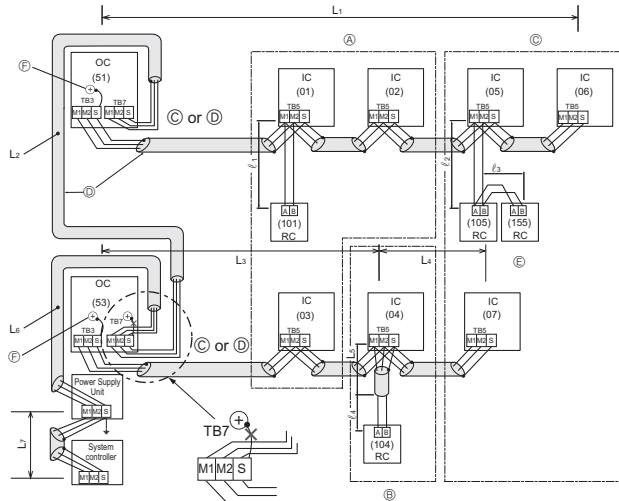 L1
Ⓐ
Ⓒ
Ⓕ
OC
(51)
TB3
TB7
M1 M2 S
M1 M2 S
Ⓒ or Ⓓ
IC
(01)
TB5
M1 M2 S
IC
(02)
TB5
M1 M2 S
IC
(05)
TB5
M1 M2 S
IC
(06)
TB5
M1 M2 S
L2
Ⓓ
ℓ1
ℓ2
ℓ3
A B
(101)
RC
A B
(105)
RC
A B
(155)
RC
Ⓔ
L3
L4
OC
(53)
TB3
TB7
M1 M2 S
M1 M2 S
Ⓒ or Ⓓ
L6
Ⓕ
IC
(03)
TB5
M1 M2 S
IC
(04)
TB5
M1 M2 S
IC
(07)
TB5
M1 M2 S
L5
ℓ4
Power Supply
Unit
M1 M2 S
L7
System
controller
M1 M2 S
TB7
M1 M2 S
A B
(104)
RC
Ⓑ